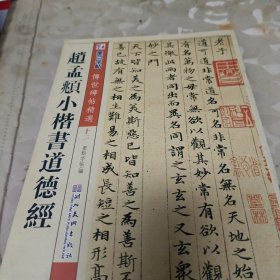 趙孟頫小楷書道德經
傳世碑帖精選
老子
道可道非常道名可名非常名無名天地之始
有名萬物之母常無欲以觀其妙常有欲以觀
其徼此兩者同出而異名同謂之玄玄之又玄衆
妙之門
天下皆知美之為美斯惡已皆知善之為善斯不
善已故有無之相生難易之相成長短之相形高